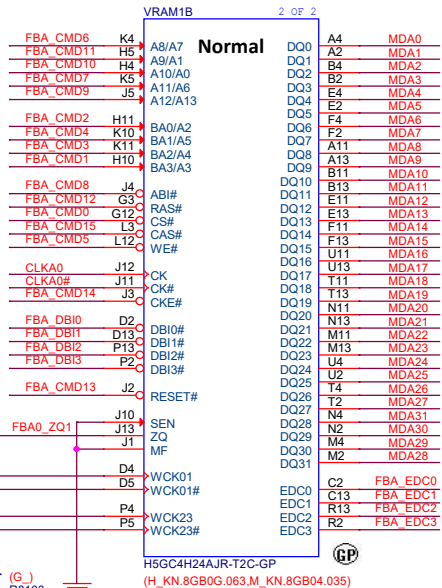 VRAM1B 2 OF 2
Normal
FBA_CMD6 K4 A8/A7
FBA_CMD11 H5 A9/A1
FBA_CMD10 H4 A10/A0
FBA_CMD7 K5 A11/A6
FBA_CMD9 J5 A12/A13
FBA_CMD2 H11 BA0/A2
FBA_CMD4 K10 BA1/A5
FBA_CMD3 K11 BA2/A4
FBA_CMD1 H10 BA3/A3
FBA_CMD8 J4 ABI#
FBA_CMD12 G3 RAS#
FBA_CMD0 G12 CS#
FBA_CMD15 L3 CAS#
FBA_CMD5 L12 WE#
CLKA0 J12 CK
CLKA0# J11 CK#
FBA_CMD14 J3 CKE#
FBA_DBI0 D2 DBI0#
FBA_DBI1 D13 DBI1#
FBA_DBI2 P13 DBI2#
FBA_DBI3 P2 DBI3#
FBA_CMD13 J2 RESET#
J10 SEN
FBA0_ZQ1 J13 ZQ
J1 MF
D4 WCK01
D5 WCK01#
P4 WCK23
P5 WCK23#
DQ0 A4 MDA0
DQ1 A2 MDA1
DQ2 B4 MDA2
DQ3 B2 MDA3
DQ4 E4 MDA4
DQ5 E2 MDA5
DQ6 F4 MDA6
DQ7 F2 MDA7
DQ8 A11 MDA8
DQ9 A13 MDA9
DQ10 B11 MDA10
DQ11 B13 MDA11
DQ12 E11 MDA12
DQ13 E13 MDA13
DQ14 F11 MDA14
DQ15 F13 MDA15
DQ16 U11 MDA16
DQ17 U13 MDA17
DQ18 T11 MDA18
DQ19 T13 MDA19
DQ20 N11 MDA20
DQ21 N13 MDA21
DQ22 M11 MDA22
DQ23 M13 MDA23
DQ24 U4 MDA24
DQ25 U2 MDA25
DQ26 T4 MDA26
DQ27 T2 MDA27
DQ28 N4 MDA31
DQ29 N2 MDA30
DQ30 M4 MDA29
DQ31 M2 MDA28
EDC0 C2 FBA_EDC0
EDC1 C13 FBA_EDC1
EDC2 R13 FBA_EDC2
EDC3 R2 FBA_EDC3
GP
H5GC4H24AJR-T2C-GP
(G_) (H_KN.8GB0G.063,M_KN.8GB04.035)